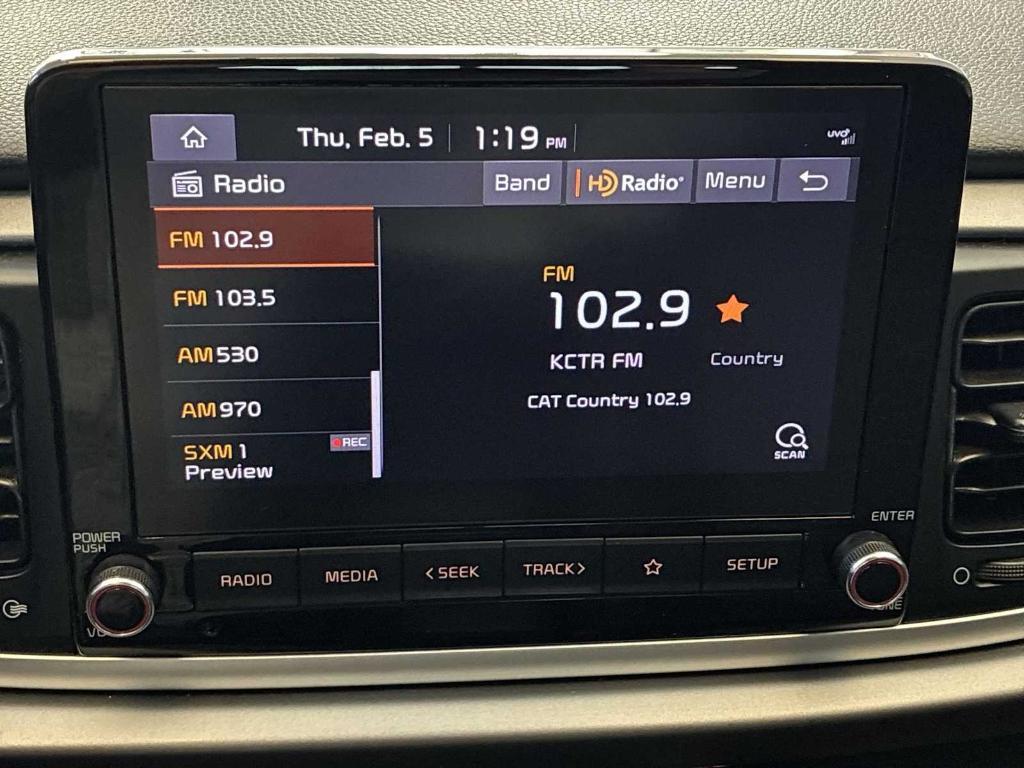 Thu, Feb. 5 1:19 PM UVO
Radio Band HD Radio® Menu
FM 102.9
FM 103.5
AM 530
AM 970
SXM 1 REC
Preview
FM
102.9
KCTR FM Country
CAT Country 102.9
SCAN
POWER
PUSH
ENTER
RADIO MEDIA < SEEK TRACK > SETUP